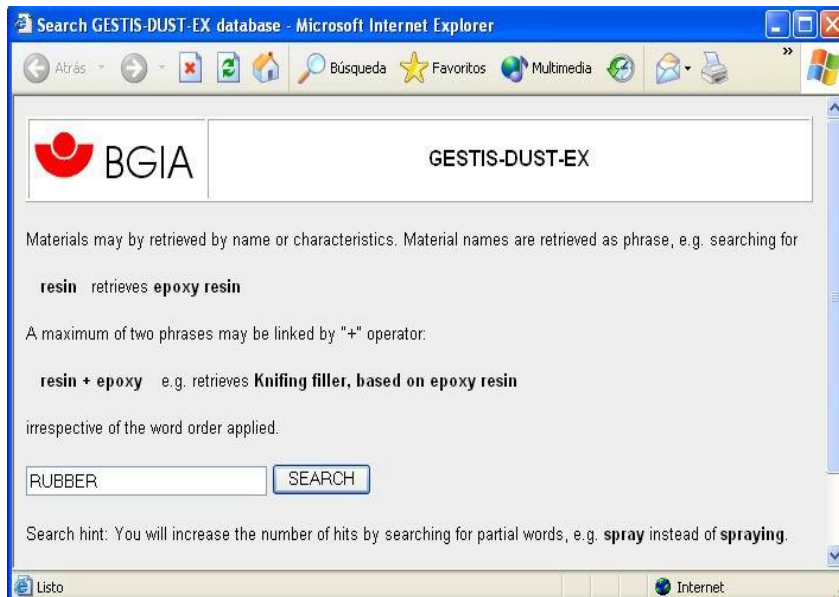 Search GESTIS-DUST-EX database - Microsoft Internet Explorer
Atrás Búsqueda Favoritos Multimedia »
BGIA GESTIS-DUST-EX
Materials may by retrieved by name or characteristics. Material names are retrieved as phrase, e.g. searching for
resin retrieves epoxy resin
A maximum of two phrases may be linked by "+" operator:
resin + epoxy e.g. retrieves Knifing filler, based on epoxy resin
irrespective of the word order applied.
RUBBER SEARCH
Search hint: You will increase the number of hits by searching for partial words, e.g. spray instead of spraying.
Listo Internet